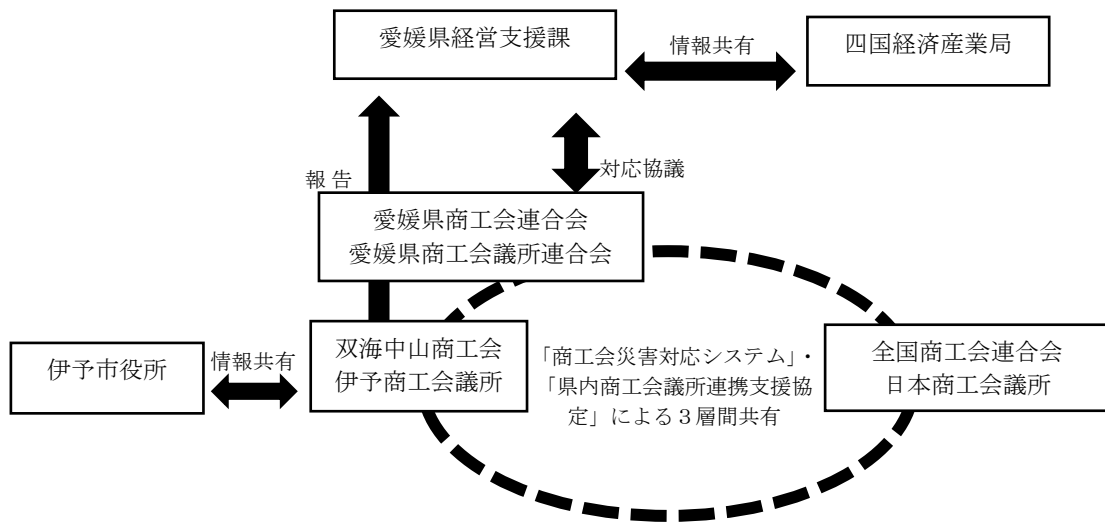 愛媛県経営支援課
情報共有
四国経済産業局
報 告
対応協議
愛媛県商工会連合会
愛媛県商工会議所連合会
伊予市役所
情報共有
双海中山商工会
伊予商工会議所
「商工会災害対応システム」・
「県内商工会議所連携支援協
定」による３層間共有
全国商工会連合会
日本商工会議所